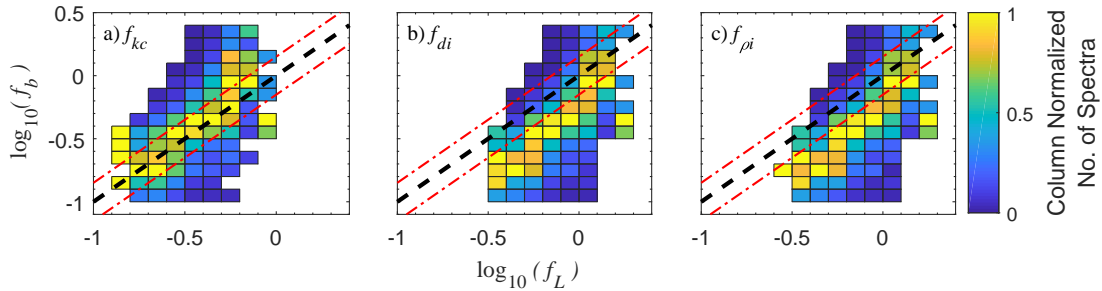 a) f_kc
b) f_di
c) f_ρi
0.5
0
-0.5
-1
log10(f_b)
-1 -0.5 0
-1 -0.5 0
-1 -0.5 0
log10 (f_L)
1
0.5
0
Column Normalized
No. of Spectra